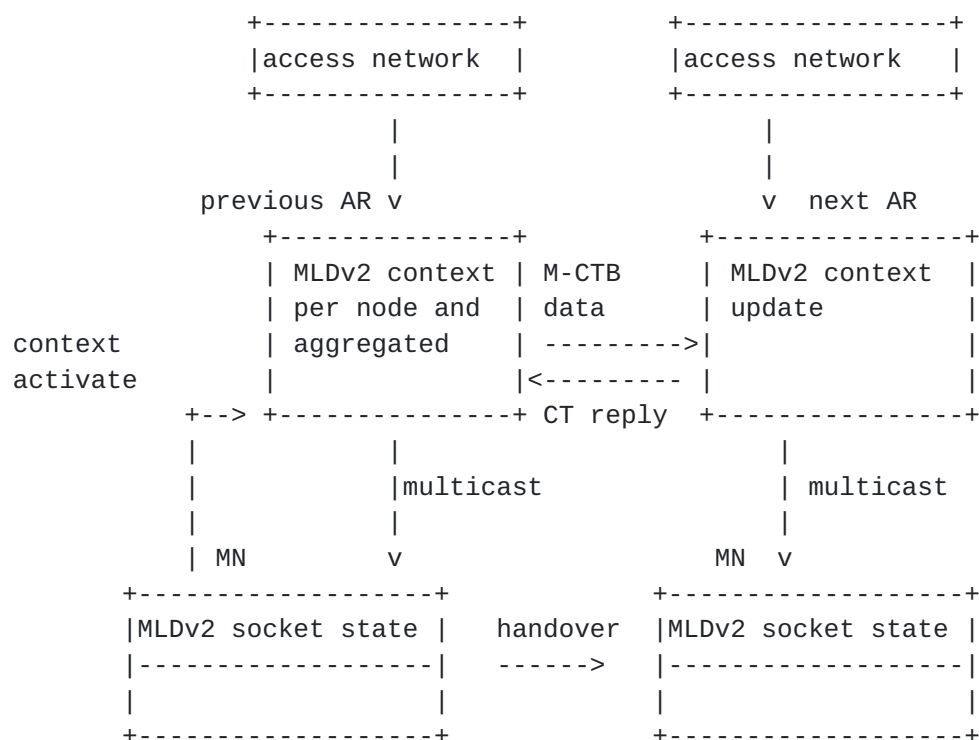 +----------------+         +-----------------+
|access network  |         |access network   |
+----------------+         +-----------------+
|                      |
|                      |
previous AR v                      v  next AR
+---------------+           +----------------+
| MLDv2 context | M-CTB     | MLDv2 context  |
| per node and  | data      | update         |
context         | aggregated    | --------->|                |
activate        |               |<--------- |                |
+--> +---------------+ CT reply  +----------------+
|            |                       |
|            |multicast              | multicast
|            |                       |
| MN         v                   MN  v
+-------------------+             +-------------------+
|MLDv2 socket state |   handover  |MLDv2 socket state |
|-------------------|   ------>   |-------------------|
|                   |             |                   |
+-------------------+             +-------------------+